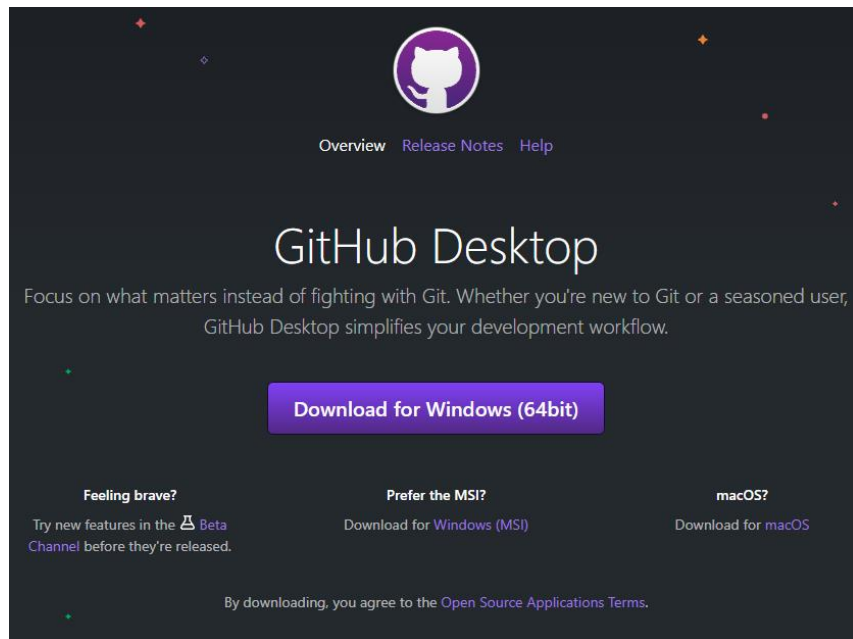 Overview Release Notes Help
GitHub Desktop
Focus on what matters instead of fighting with Git. Whether you're new to Git or a seasoned user,
GitHub Desktop simplifies your development workflow.
Download for Windows (64bit)
Feeling brave?
Try new features in the Beta
Channel before they're released.
Prefer the MSI?
Download for Windows (MSI)
macOS?
Download for macOS
By downloading, you agree to the Open Source Applications Terms.